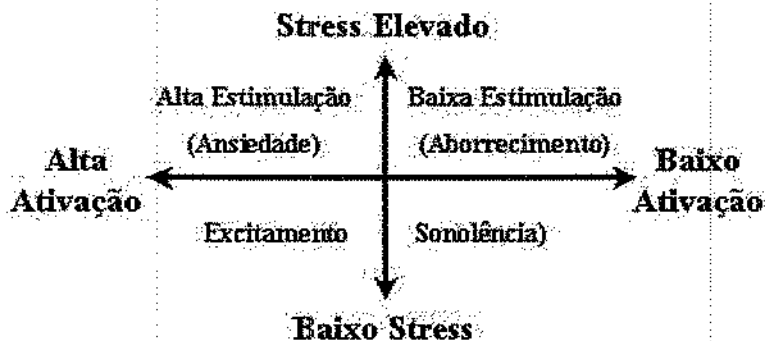 Stress Elevado
Alta Estimulação Baixa Estimulação
(Ansiedade) (Aborrecimento)
Alta Baixo
Ativação Ativação
Excitamento Sonolência)
Baixo Stress